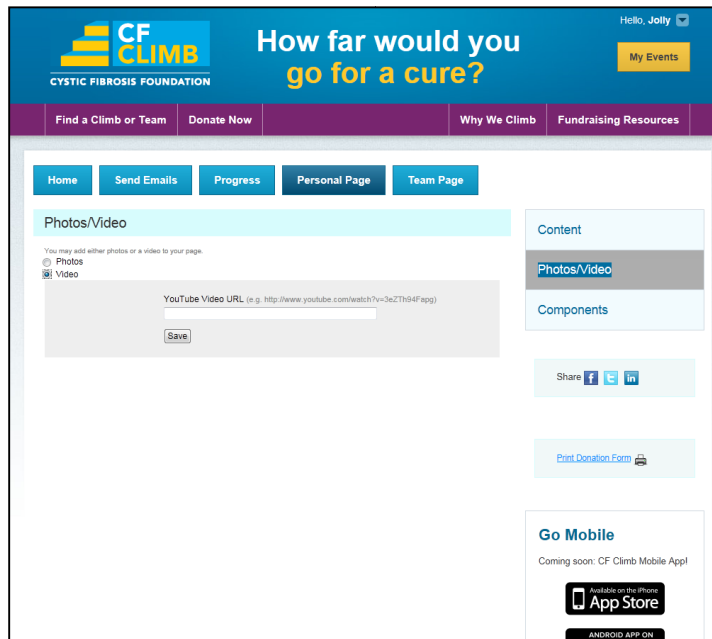 CF
CLIMB
CYSTIC FIBROSIS FOUNDATION
How far would you
go for a cure?
Hello, Jolly
My Events
Find a Climb or Team
Donate Now
Why We Climb
Fundraising Resources
Home
Send Emails
Progress
Personal Page
Team Page
Photos/Video
You may add either photos or a video to your page.
Photos
Video
YouTube Video URL (e.g. http://www.youtube.com/watch?v=3eZTh94Fapg)
Save
Content
Photos/Video
Components
Share
Print Donation Form
Go Mobile
Coming soon: CF Climb Mobile App!
Available on the iPhone
App Store
ANDROID APP ON